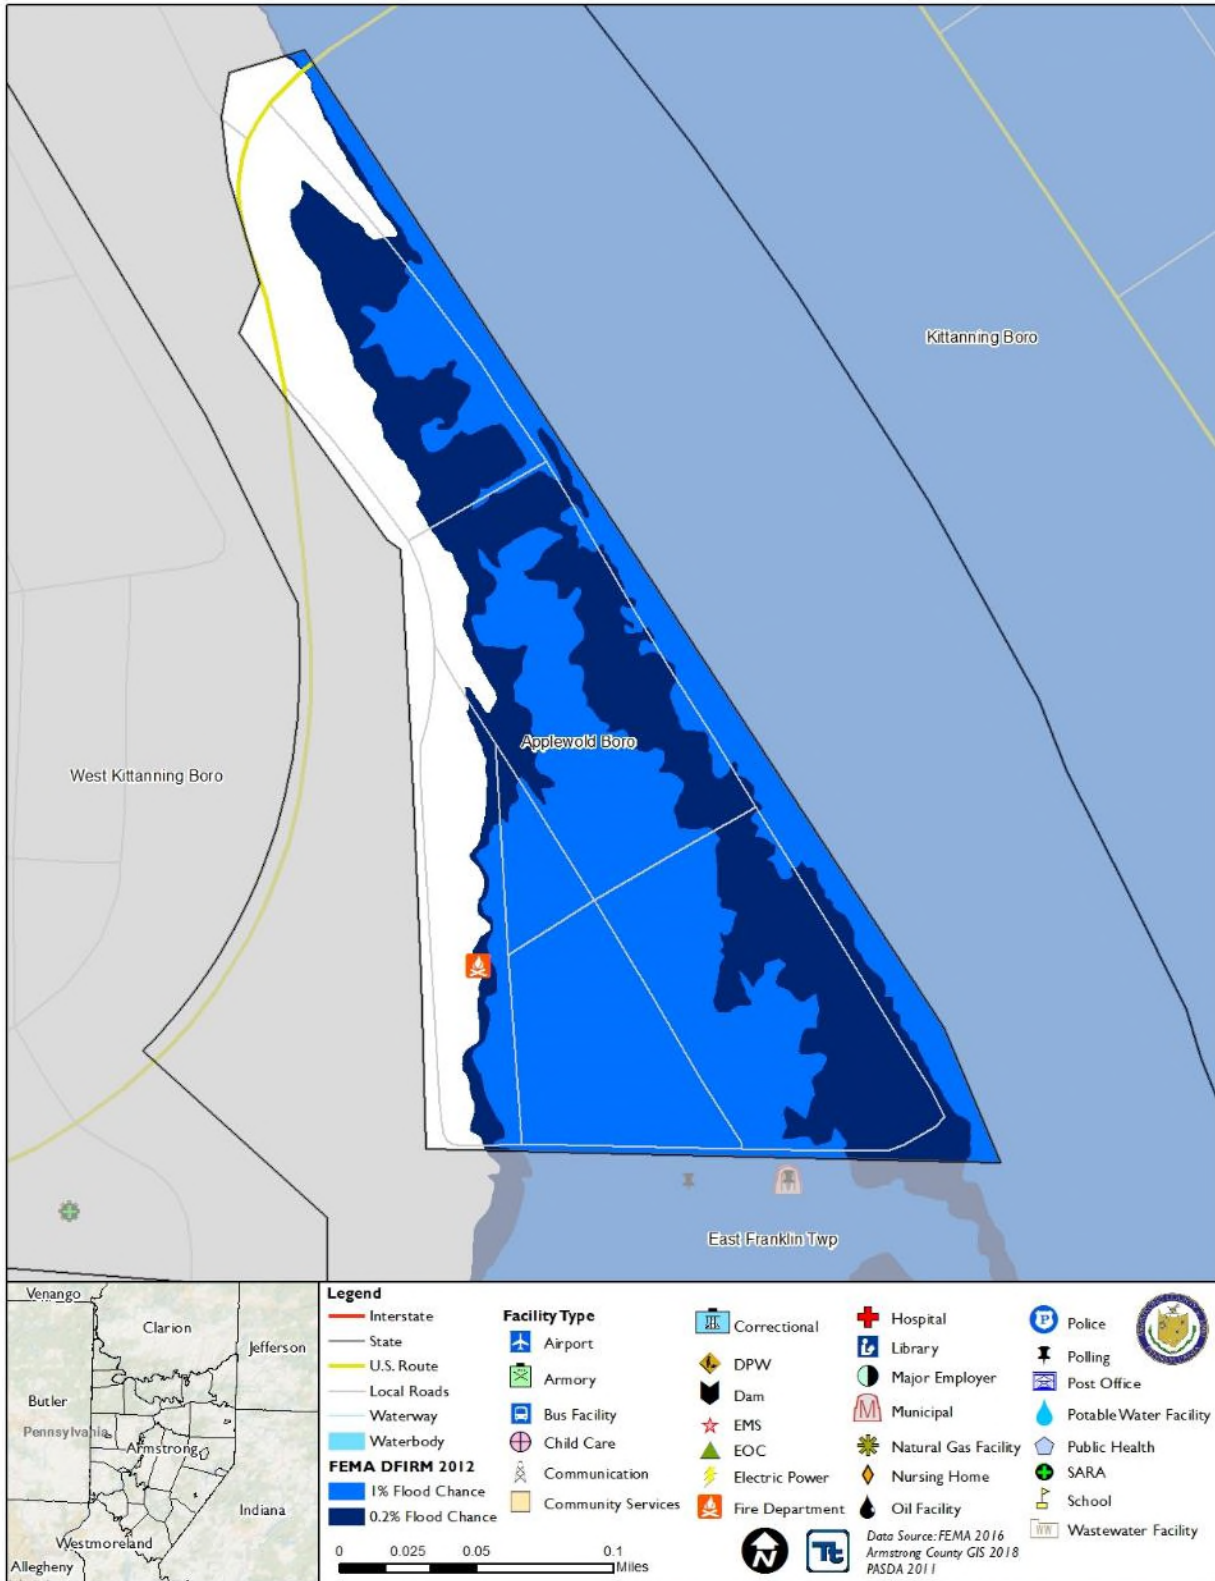 Kittanning Boro
Applewold Boro
West Kittanning Boro
East Franklin Twp
Venango
Clarion
Jefferson
Butler
Pennsylvania
Armstrong
Indiana
Westmoreland
Allegheny
Legend
Interstate
State
U.S. Route
Local Roads
Waterway
Waterbody
FEMA DFIRM 2012
1% Flood Chance
0.2% Flood Chance
0 0.025 0.05 0.1
Miles
Facility Type
Airport
Armory
Bus Facility
Child Care
Communication
Community Services
Correctional
DPW
Dam
EMS
EOC
Electric Power
Fire Department
Hospital
Library
Major Employer
M Municipal
Natural Gas Facility
Nursing Home
Oil Facility
P Police
Polling
Post Office
Potable Water Facility
Public Health
SARA
School
WW Wastewater Facility
N
Tt
Data Source: FEMA 2016
Armstrong County GIS 2018
PASDA 2011